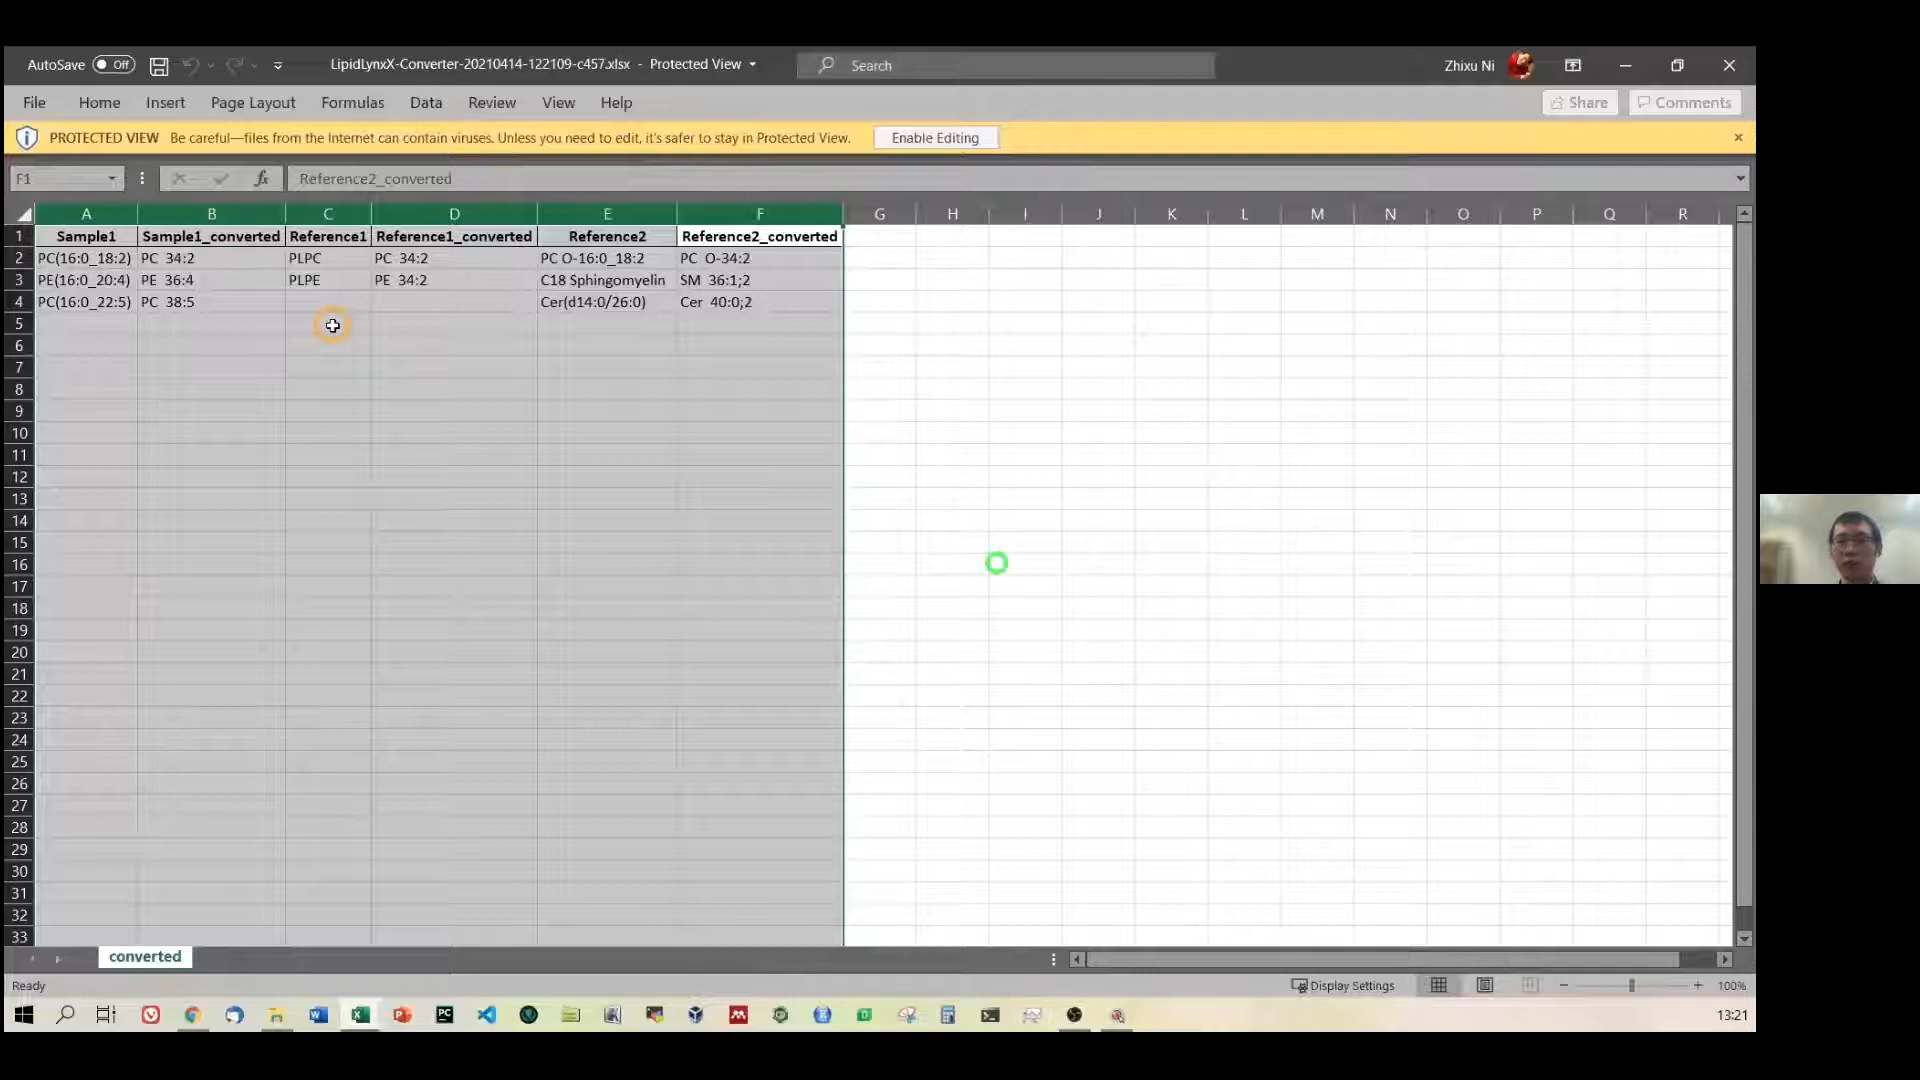 AutoSave Off LipidLynxX-Converter-20210414-122109-c457.xlsx - Protected View Search Zhixu Ni
File Home Insert Page Layout Formulas Data Review View Help Share Comments
PROTECTED VIEW Be careful—files from the Internet can contain viruses. Unless you need to edit, it's safer to stay in Protected View. Enable Editing
F1 fx Reference2_converted
A B C D E F G H I J K L M N O P Q R
1 Sample1 Sample1_converted Reference1 Reference1_converted Reference2 Reference2_converted
2 PC(16:0_18:2) PC 34:2 PLPC PC 34:2 PC O-16:0_18:2 PC O-34:2
3 PE(16:0_20:4) PE 36:4 PLPE PE 34:2 C18 Sphingomyelin SM 36:1;2
4 PC(16:0_22:5) PC 38:5 Cer(d14:0/26:0) Cer 40:0;2
5
6
7
8
9
10
11
12
13
14
15
16
17
18
19
20
21
22
23
24
25
26
27
28
29
30
31
32
33
converted
Ready Display Settings 100%
13:21